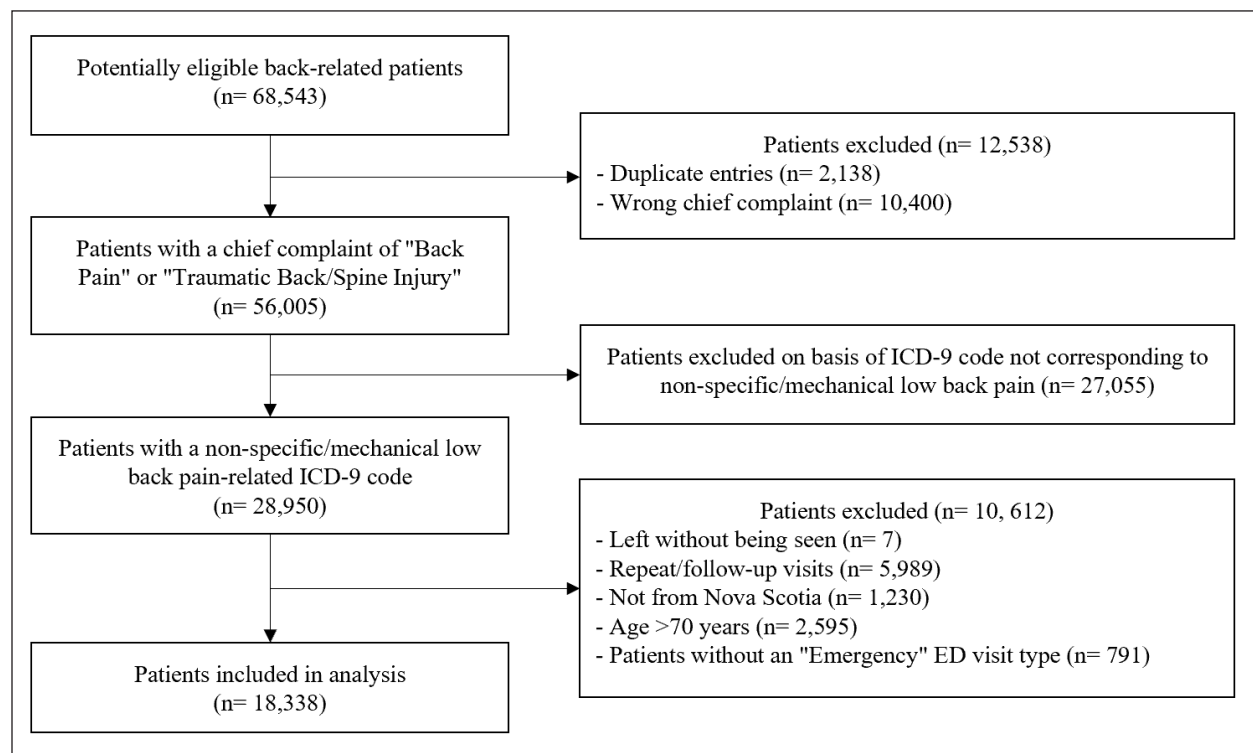 Potentially eligible back-related patients
(n= 68,543)
Patients excluded (n= 12,538)
- Duplicate entries (n= 2,138)
- Wrong chief complaint (n= 10,400)
Patients with a chief complaint of "Back
Pain" or "Traumatic Back/Spine Injury"
(n= 56,005)
Patients excluded on basis of ICD-9 code not corresponding to
non-specific/mechanical low back pain (n= 27,055)
Patients with a non-specific/mechanical low
back pain-related ICD-9 code
(n= 28,950)
Patients excluded (n= 10, 612)
- Left without being seen (n= 7)
- Repeat/follow-up visits (n= 5,989)
- Not from Nova Scotia (n= 1,230)
- Age >70 years (n= 2,595)
- Patients without an "Emergency" ED visit type (n= 791)
Patients included in analysis
(n= 18,338)